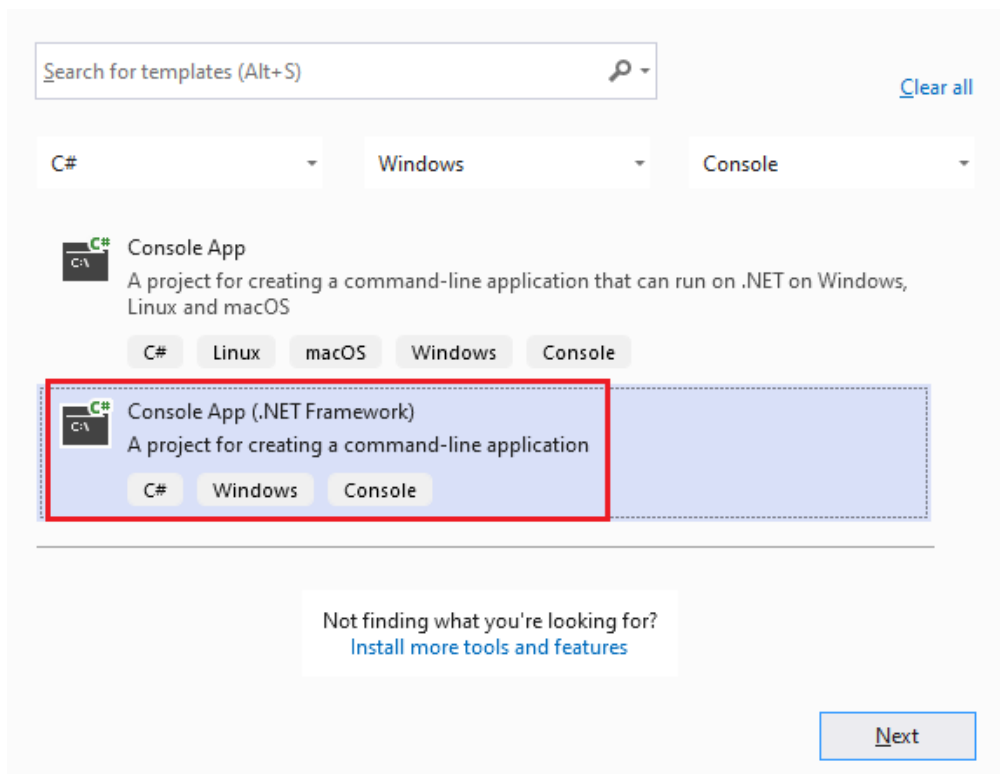 Search for templates (Alt+S)
Clear all
C#
Windows
Console
C#
C:\
Console App
A project for creating a command-line application that can run on .NET on Windows,
Linux and macOS
C#
Linux
macOS
Windows
Console
C#
C:\
Console App (.NET Framework)
A project for creating a command-line application
C#
Windows
Console
Not finding what you're looking for?
Install more tools and features
Next